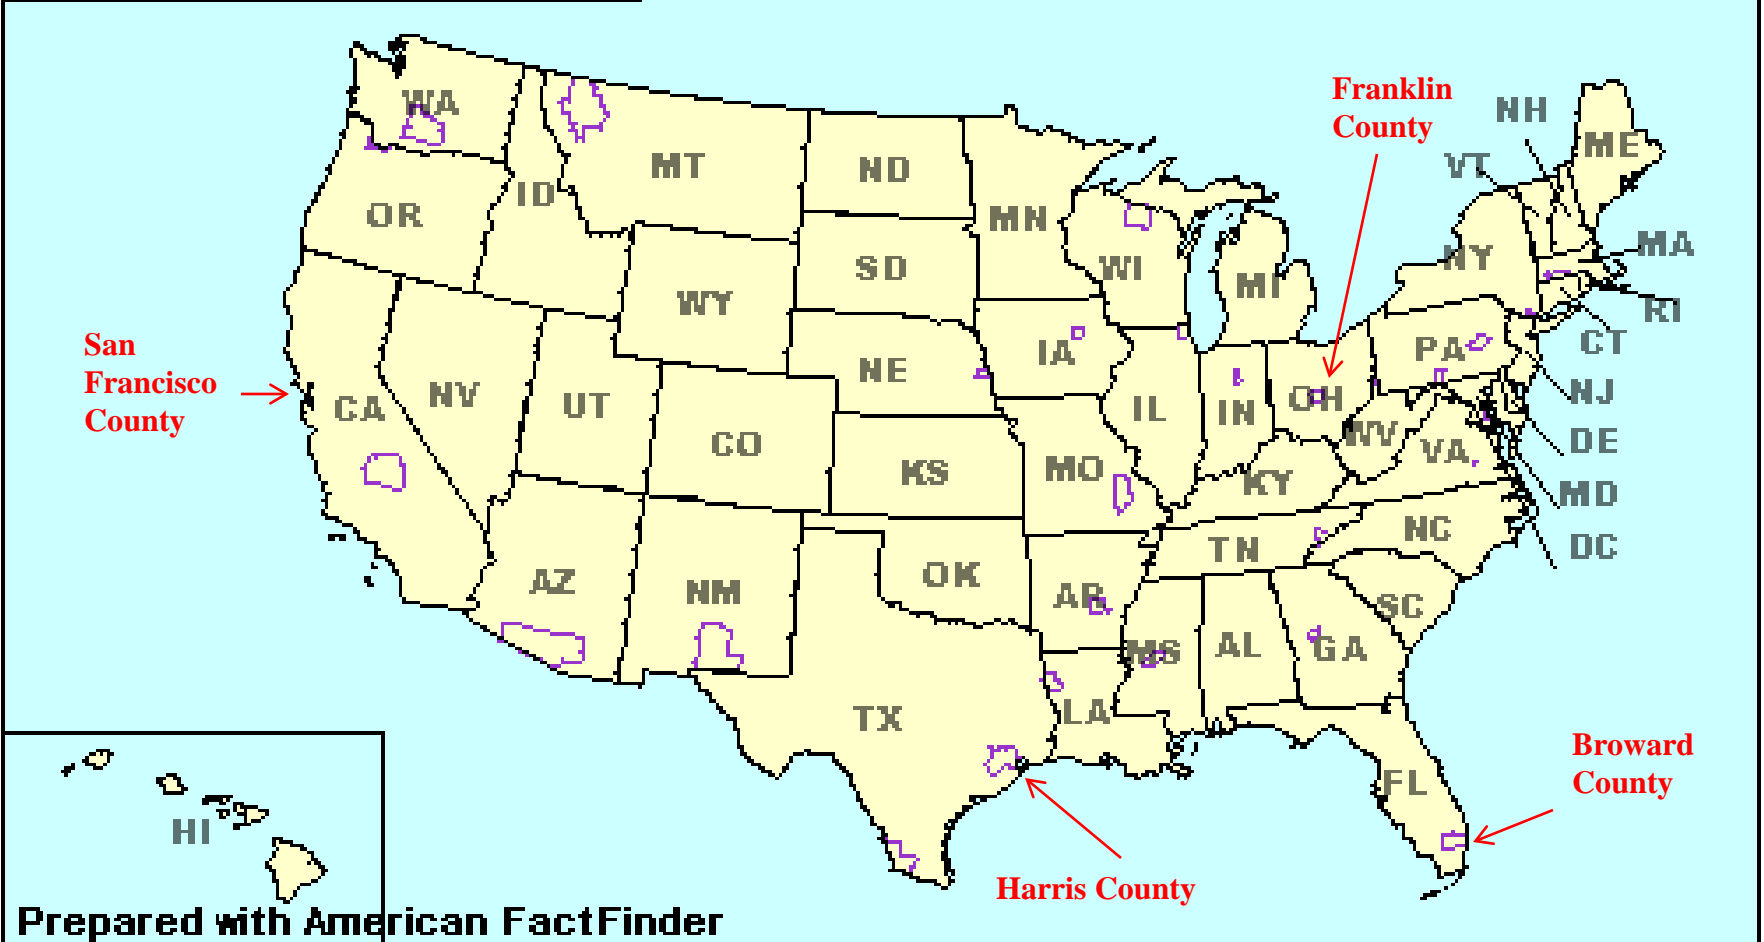 Franklin
County
NH
WA
ME
VT
MT
ND
ID
OR
MN
MA
NY
WI
SD
MI
WY
RI
San
Francisco
County
CT
PA
IA
NE
NV
NJ
CA
UT
IL
OH
IN
WV
DE
CO
VA
MO
KS
KY
MD
NC
TN
DC
OK
AZ
NM
AR
SC
MS
AL
GA
LA
TX
Broward
County
FL
HI
Harris County
Prepared with American FactFinder